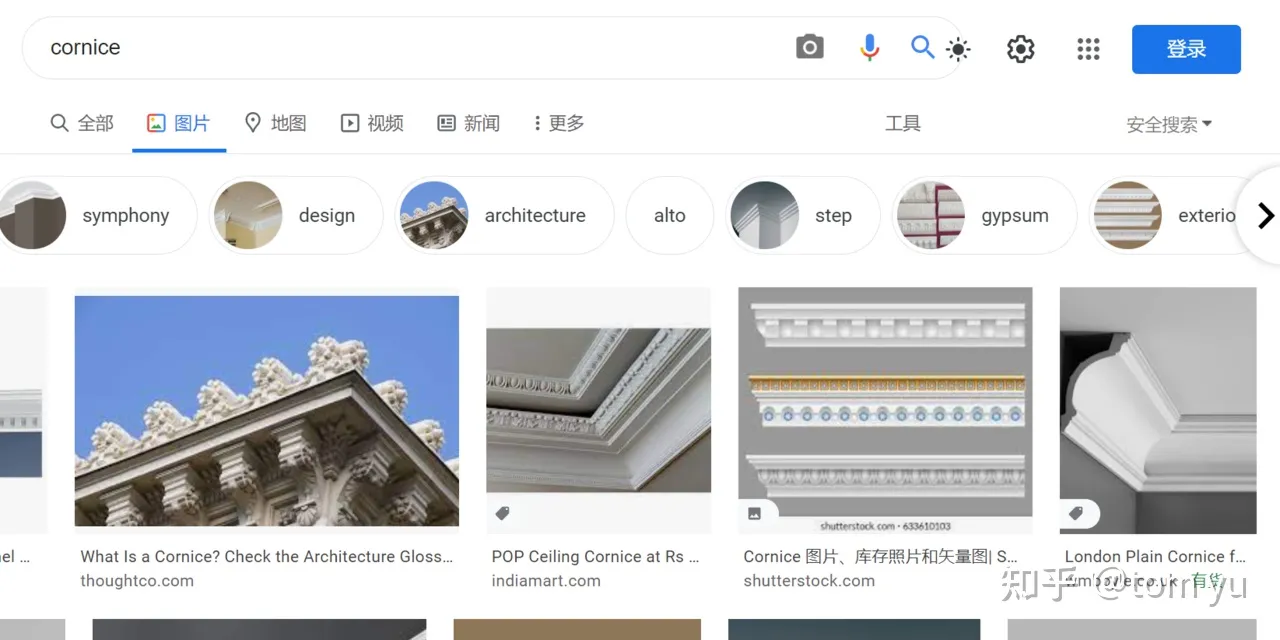 cornice
登录
全部
图片
地图
视频
新闻
更多
工具
安全搜索
symphony
design
architecture
alto
step
gypsum
exterio
shutterstock.com • 633610103
What Is a Cornice? Check the Architecture Gloss...
thoughtco.com
POP Ceiling Cornice at Rs ...
indiamart.com
Cornice 图片、库存照片和矢量图| S...
shutterstock.com
London Plain Cornice f...
wmboyle.co.uk 有货
nel ...
知乎 @tom yu